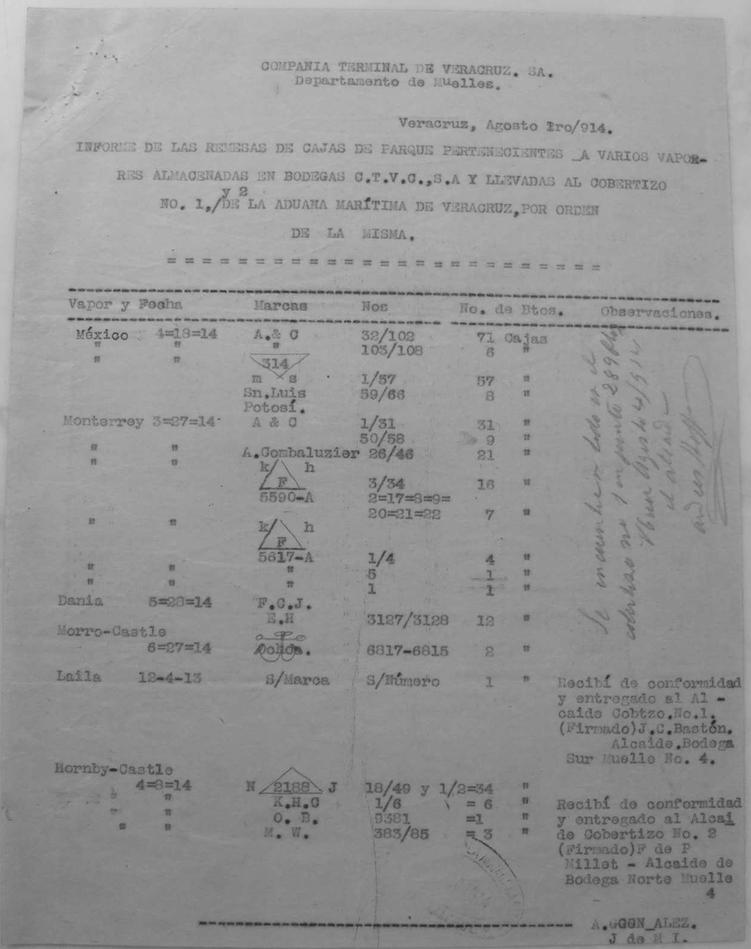 COMPANIA TERMINAL DE VERACRUZ. SA.
Departamento de Muelles.
Veracruz, Agosto 1ro/914.
INFORME DE LAS REMESAS DE CAJAS DE PARQUE PERTENECIENTES _A VARIOS VAPOR-
RES ALMACENADAS EN BODEGAS C.T.V.C.,S.A Y LLEVADAS AL COBERTIZO
y 2
NO. 1,/DE LA ADUANA MARÍTIMA DE VERACRUZ,POR ORDEN
DE LA MISMA.
Vapor y Fecha Marcas Nos No. de Btos. Observaciones.
México 4=18=14 A.& C 32/102 71 Cajas
" " " 103/108 6 "
" " 314
m s 1/57 57 "
Sn.Luis 59/66 8 "
Potosí.
Monterrey 3=27=14 A & C 1/31 31 "
50/58 9 "
" " A.Combaluzier 26/46 21 "
" " k h
F 3/34 16 "
5590-A 2=17=8=9=
20=21=22 7 "
" " k h
F
5617-A 1/4 4 "
" " " 5 1 "
" " " 1 1 "
Dania 5=28=14 F.C.J.
E.H 3127/3128 12 "
Morro-Castle
6=27=14 Ochoa. 6817-6815 2 "
Laila 12-4-13 S/Marca S/Número 1 " Recibí de conformidad
y entregado al Al -
caide Cobtzo.No.1.
(Firmado)J.C.Bastón.
Alcaide.Bodega
Sur Muelle No. 4.
Hornby-Castle
4=8=14 N 2188 J 18/49 y 1/2=34 "
" " K.H.C 1/6 = 6 " Recibí de conformidad
" " O. B. 9381 =1 " y entregado al Alcai
" " M. W. 383/85 = 3 " de Cobertizo No. 2
(Firmado)F de P
Millet - Alcaide de
Bodega Norte Muelle
4
A.GGGN_ALEZ.
J de M I.